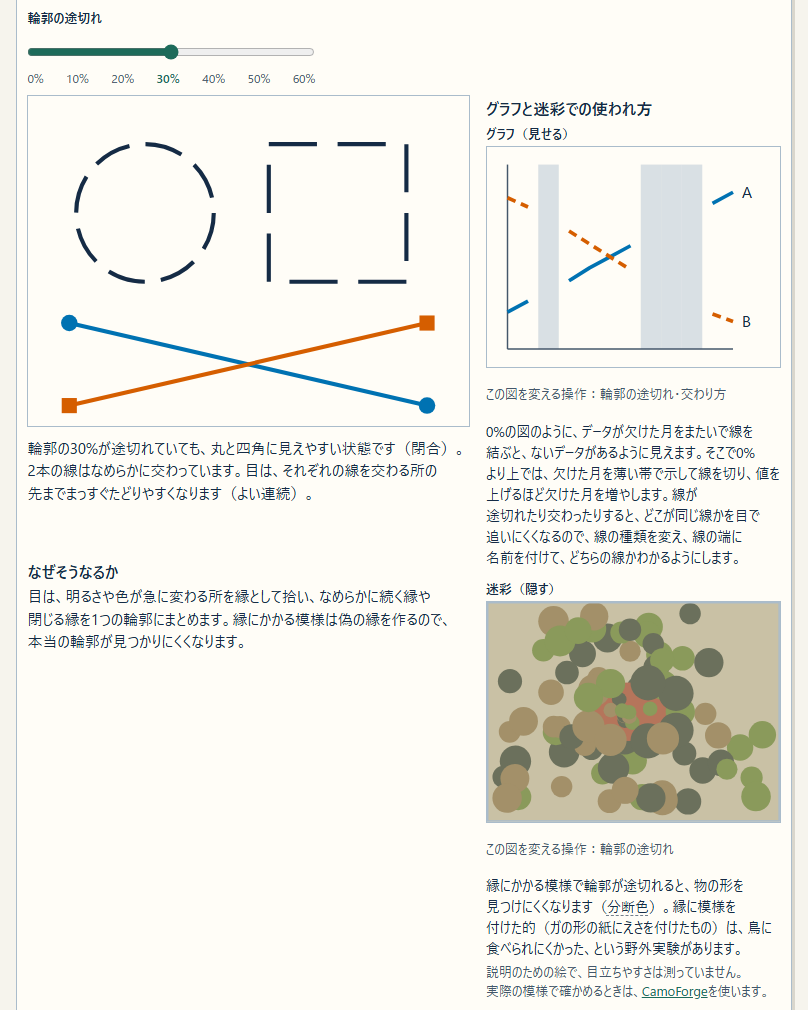 輪郭の途切れ
0% 10% 20% 30% 40% 50% 60%
輪郭の30%が途切れていても、丸と四角に見えやすい状態です（閉合）。
2本の線はなめらかに交わっています。目は、それぞれの線を交わる所の
先までまっすぐたどりやすくなります（よい連続）。
なぜそうなるか
目は、明るさや色が急に変わる所を縁として拾い、なめらかに続く縁や
閉じる縁を1つの輪郭にまとめます。縁にかかる模様は偽の縁を作るので、
本当の輪郭が見つかりにくくなります。
グラフと迷彩での使われ方
グラフ（見せる）
A
B
この図を変える操作：輪郭の途切れ・交わり方
0%の図のように、データが欠けた月をまたいで線を
結ぶと、ないデータがあるように見えます。そこで0%
より上では、欠けた月を薄い帯で示して線を切り、値を
上げるほど欠けた月を増やします。線が
途切れたり交わったりすると、どこが同じ線かを目で
追いにくくなるので、線の種類を変え、線の端に
名前を付けて、どちらの線かわかるようにします。
迷彩（隠す）
この図を変える操作：輪郭の途切れ
縁にかかる模様で輪郭が途切れると、物の形を
見つけにくくなります（分断色）。縁に模様を
付けた的（ガの形の紙にえさを付けたもの）は、鳥に
食べられにくかった、という野外実験があります。
説明のための絵で、目立ちやすさは測っていません。
実際の模様で確かめるときは、CamoForgeを使います。